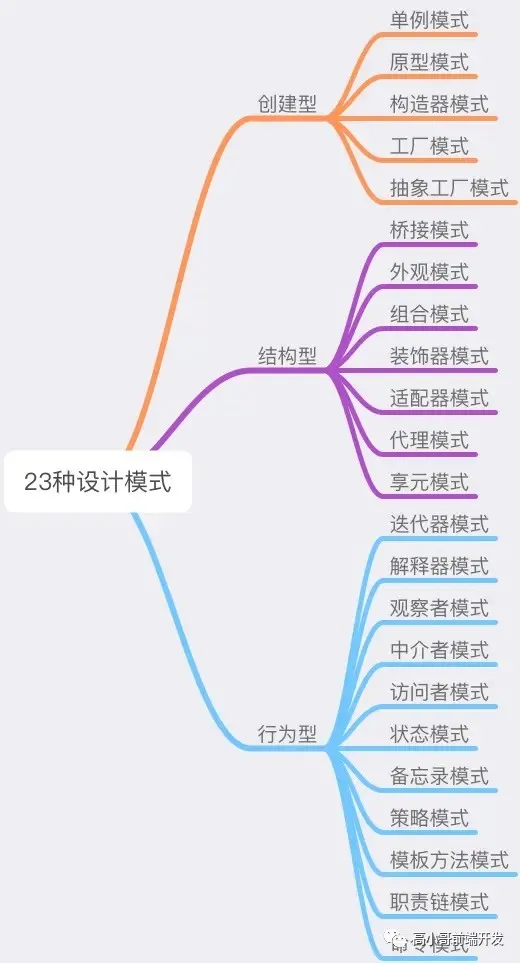 单例模式
原型模式
创建型
构造器模式
工厂模式
抽象工厂模式
桥接模式
外观模式
组合模式
结构型
装饰器模式
适配器模式
代理模式
享元模式
23种设计模式
迭代器模式
解释器模式
观察者模式
中介者模式
访问者模式
行为型
状态模式
备忘录模式
策略模式
模板方法模式
职责链模式
命令模式
高小哥前端开发